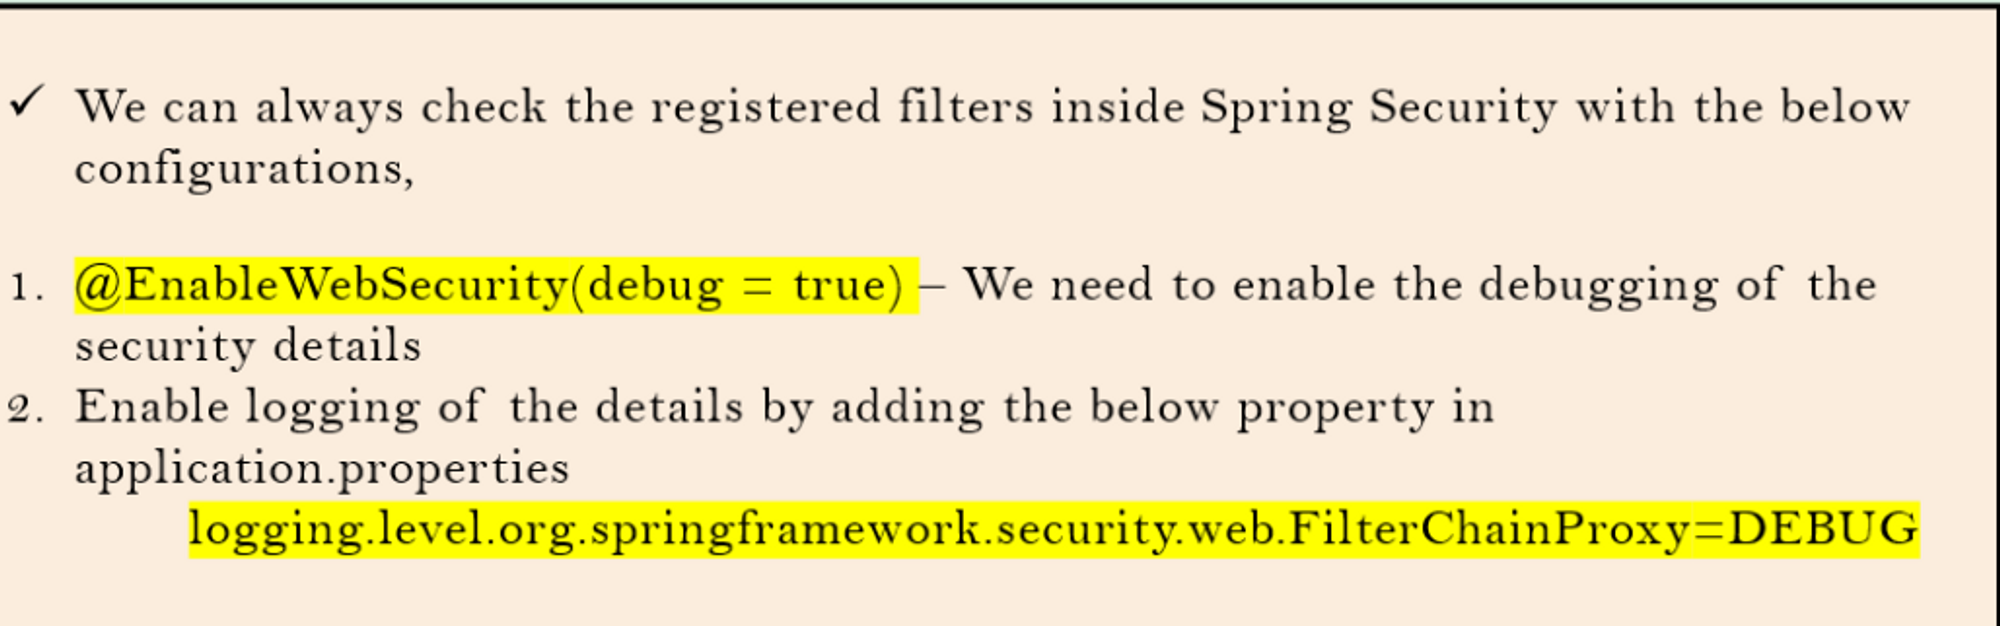 ✓ We can always check the registered filters inside Spring Security with the below
configurations,
1. @EnableWebSecurity(debug = true) – We need to enable the debugging of the
security details
2. Enable logging of the details by adding the below property in
application.properties
logging.level.org.springframework.security.web.FilterChainProxy=DEBUG